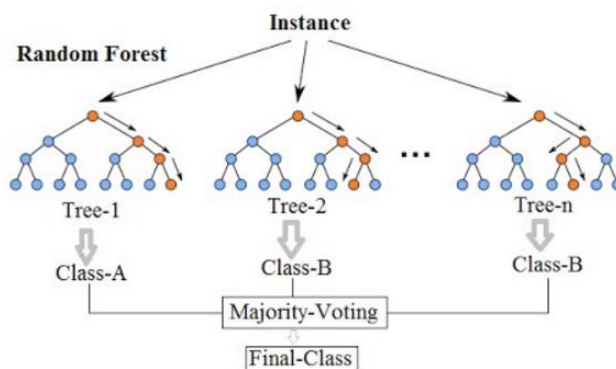 Instance
Random Forest
...
Tree-1
Tree-2
Tree-n
Class-A
Class-B
Class-B
Majority-Voting
Final-Class